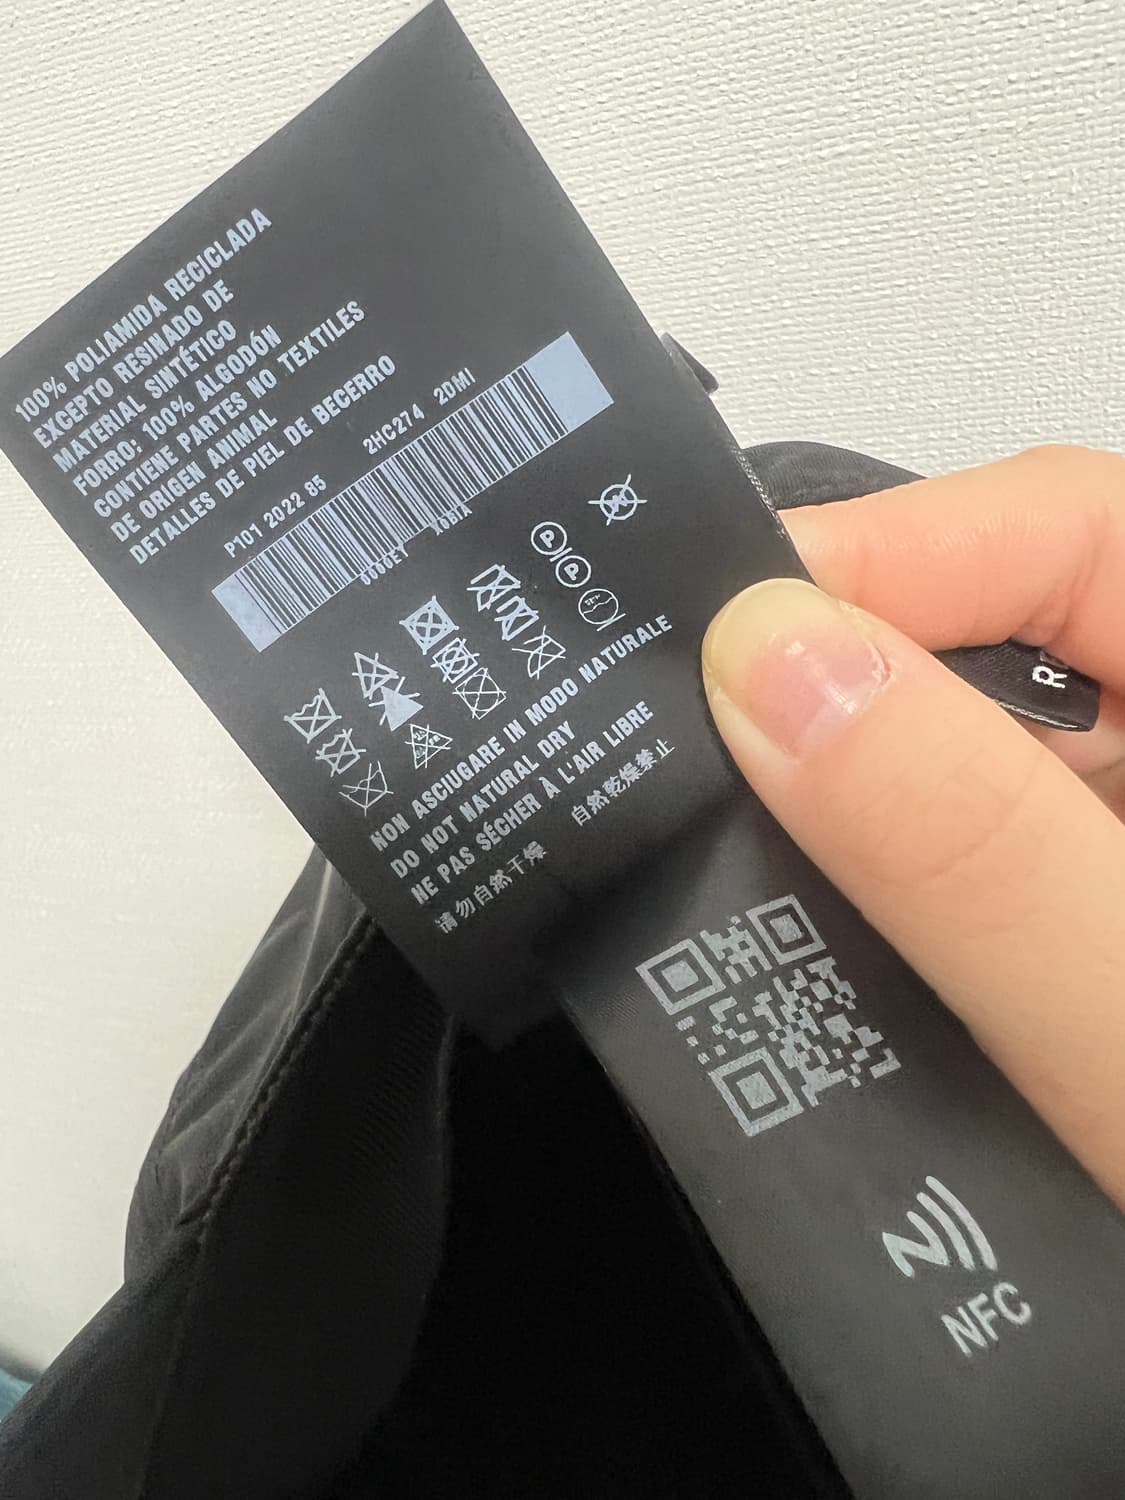 100% POLIAMIDA RECICLADA
EXCEPTO RESINADO DE
MATERIAL SINTÉTICO
FORRO: 100% ALGODÓN
CONTIENE PARTES NO TEXTILES
DE ORIGEN ANIMAL
DETALLES DE PIEL DE BECERRO
P101 2022 85 2HC274 2DMI
P
P
NON ASCIUGARE IN MODO NATURALE
DO NOT NATURAL DRY
NE PAS SÉCHER À L'AIR LIBRE
请勿自然干燥 自然乾燥禁止
NFC